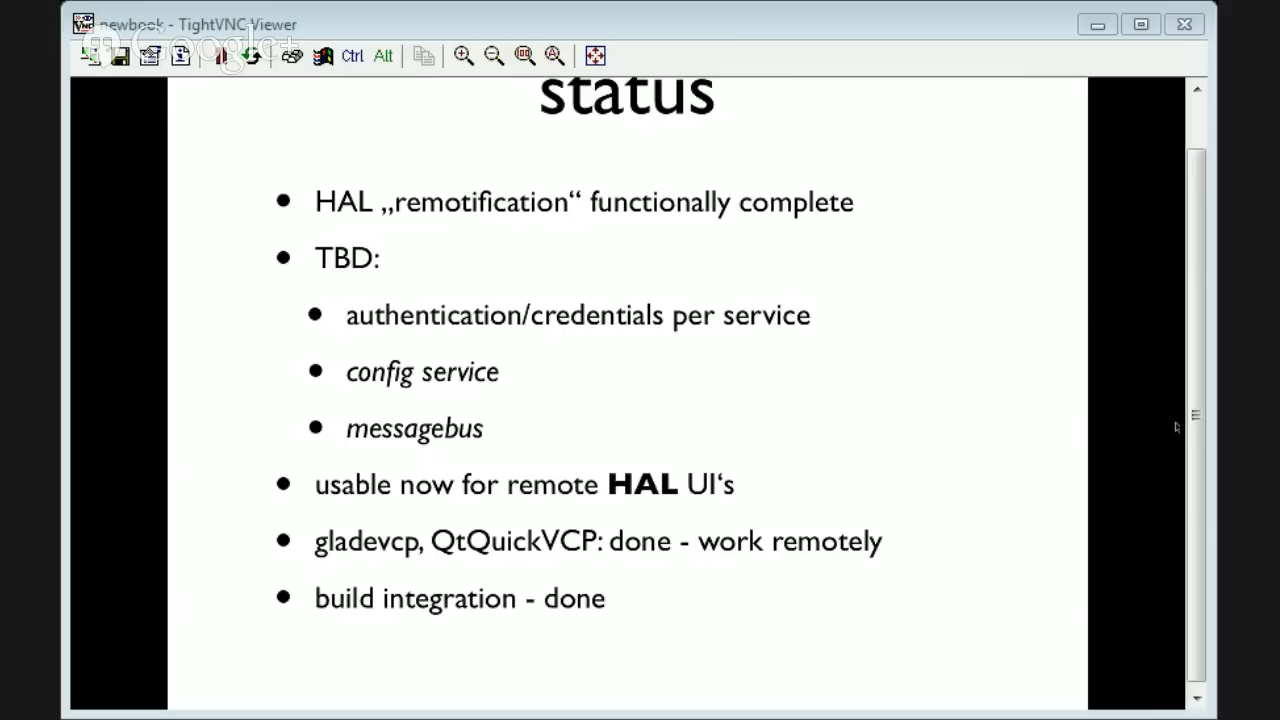 newbook - TightVNC Viewer
Google+
Ctrl Alt
status
• HAL „remotification“ functionally complete
• TBD:
• authentication/credentials per service
• config service
• messagebus
• usable now for remote HAL UI‘s
• gladevcp, QtQuickVCP: done - work remotely
• build integration - done